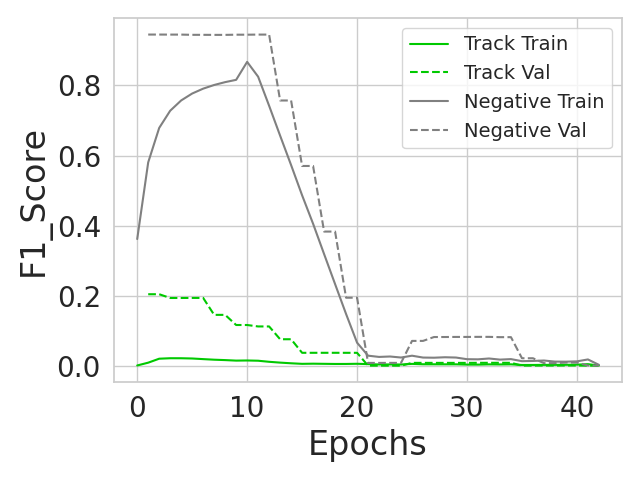 Track Train
Track Val
Negative Train
Negative Val
F1_Score
0.8
0.6
0.4
0.2
0.0
0 10 20 30 40
Epochs